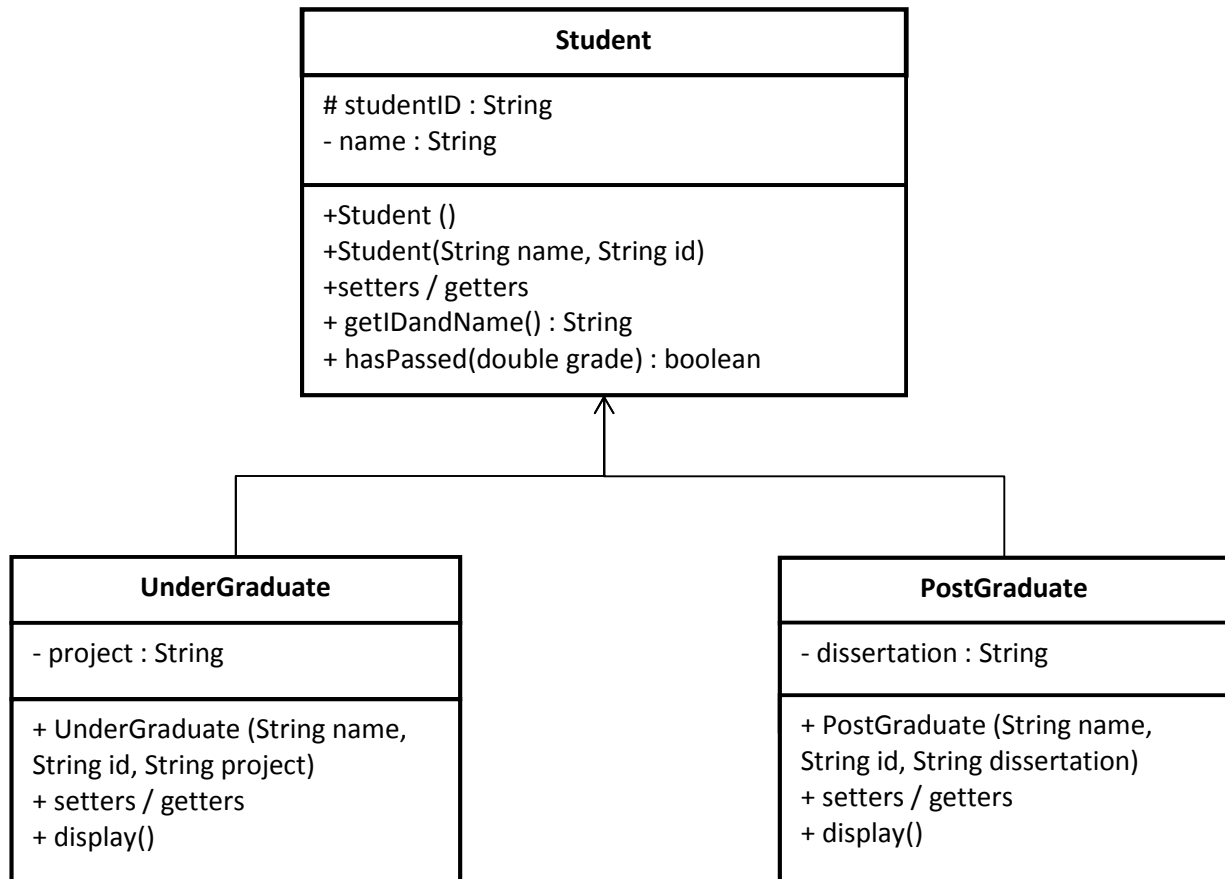 Student
# studentID : String
- name : String
+Student ()
+Student(String name, String id)
+setters / getters
+ getIDandName() : String
+ hasPassed(double grade) : boolean
UnderGraduate
- project : String
+ UnderGraduate (String name,
String id, String project)
+ setters / getters
+ display()
PostGraduate
- dissertation : String
+ PostGraduate (String name,
String id, String dissertation)
+ setters / getters
+ display()